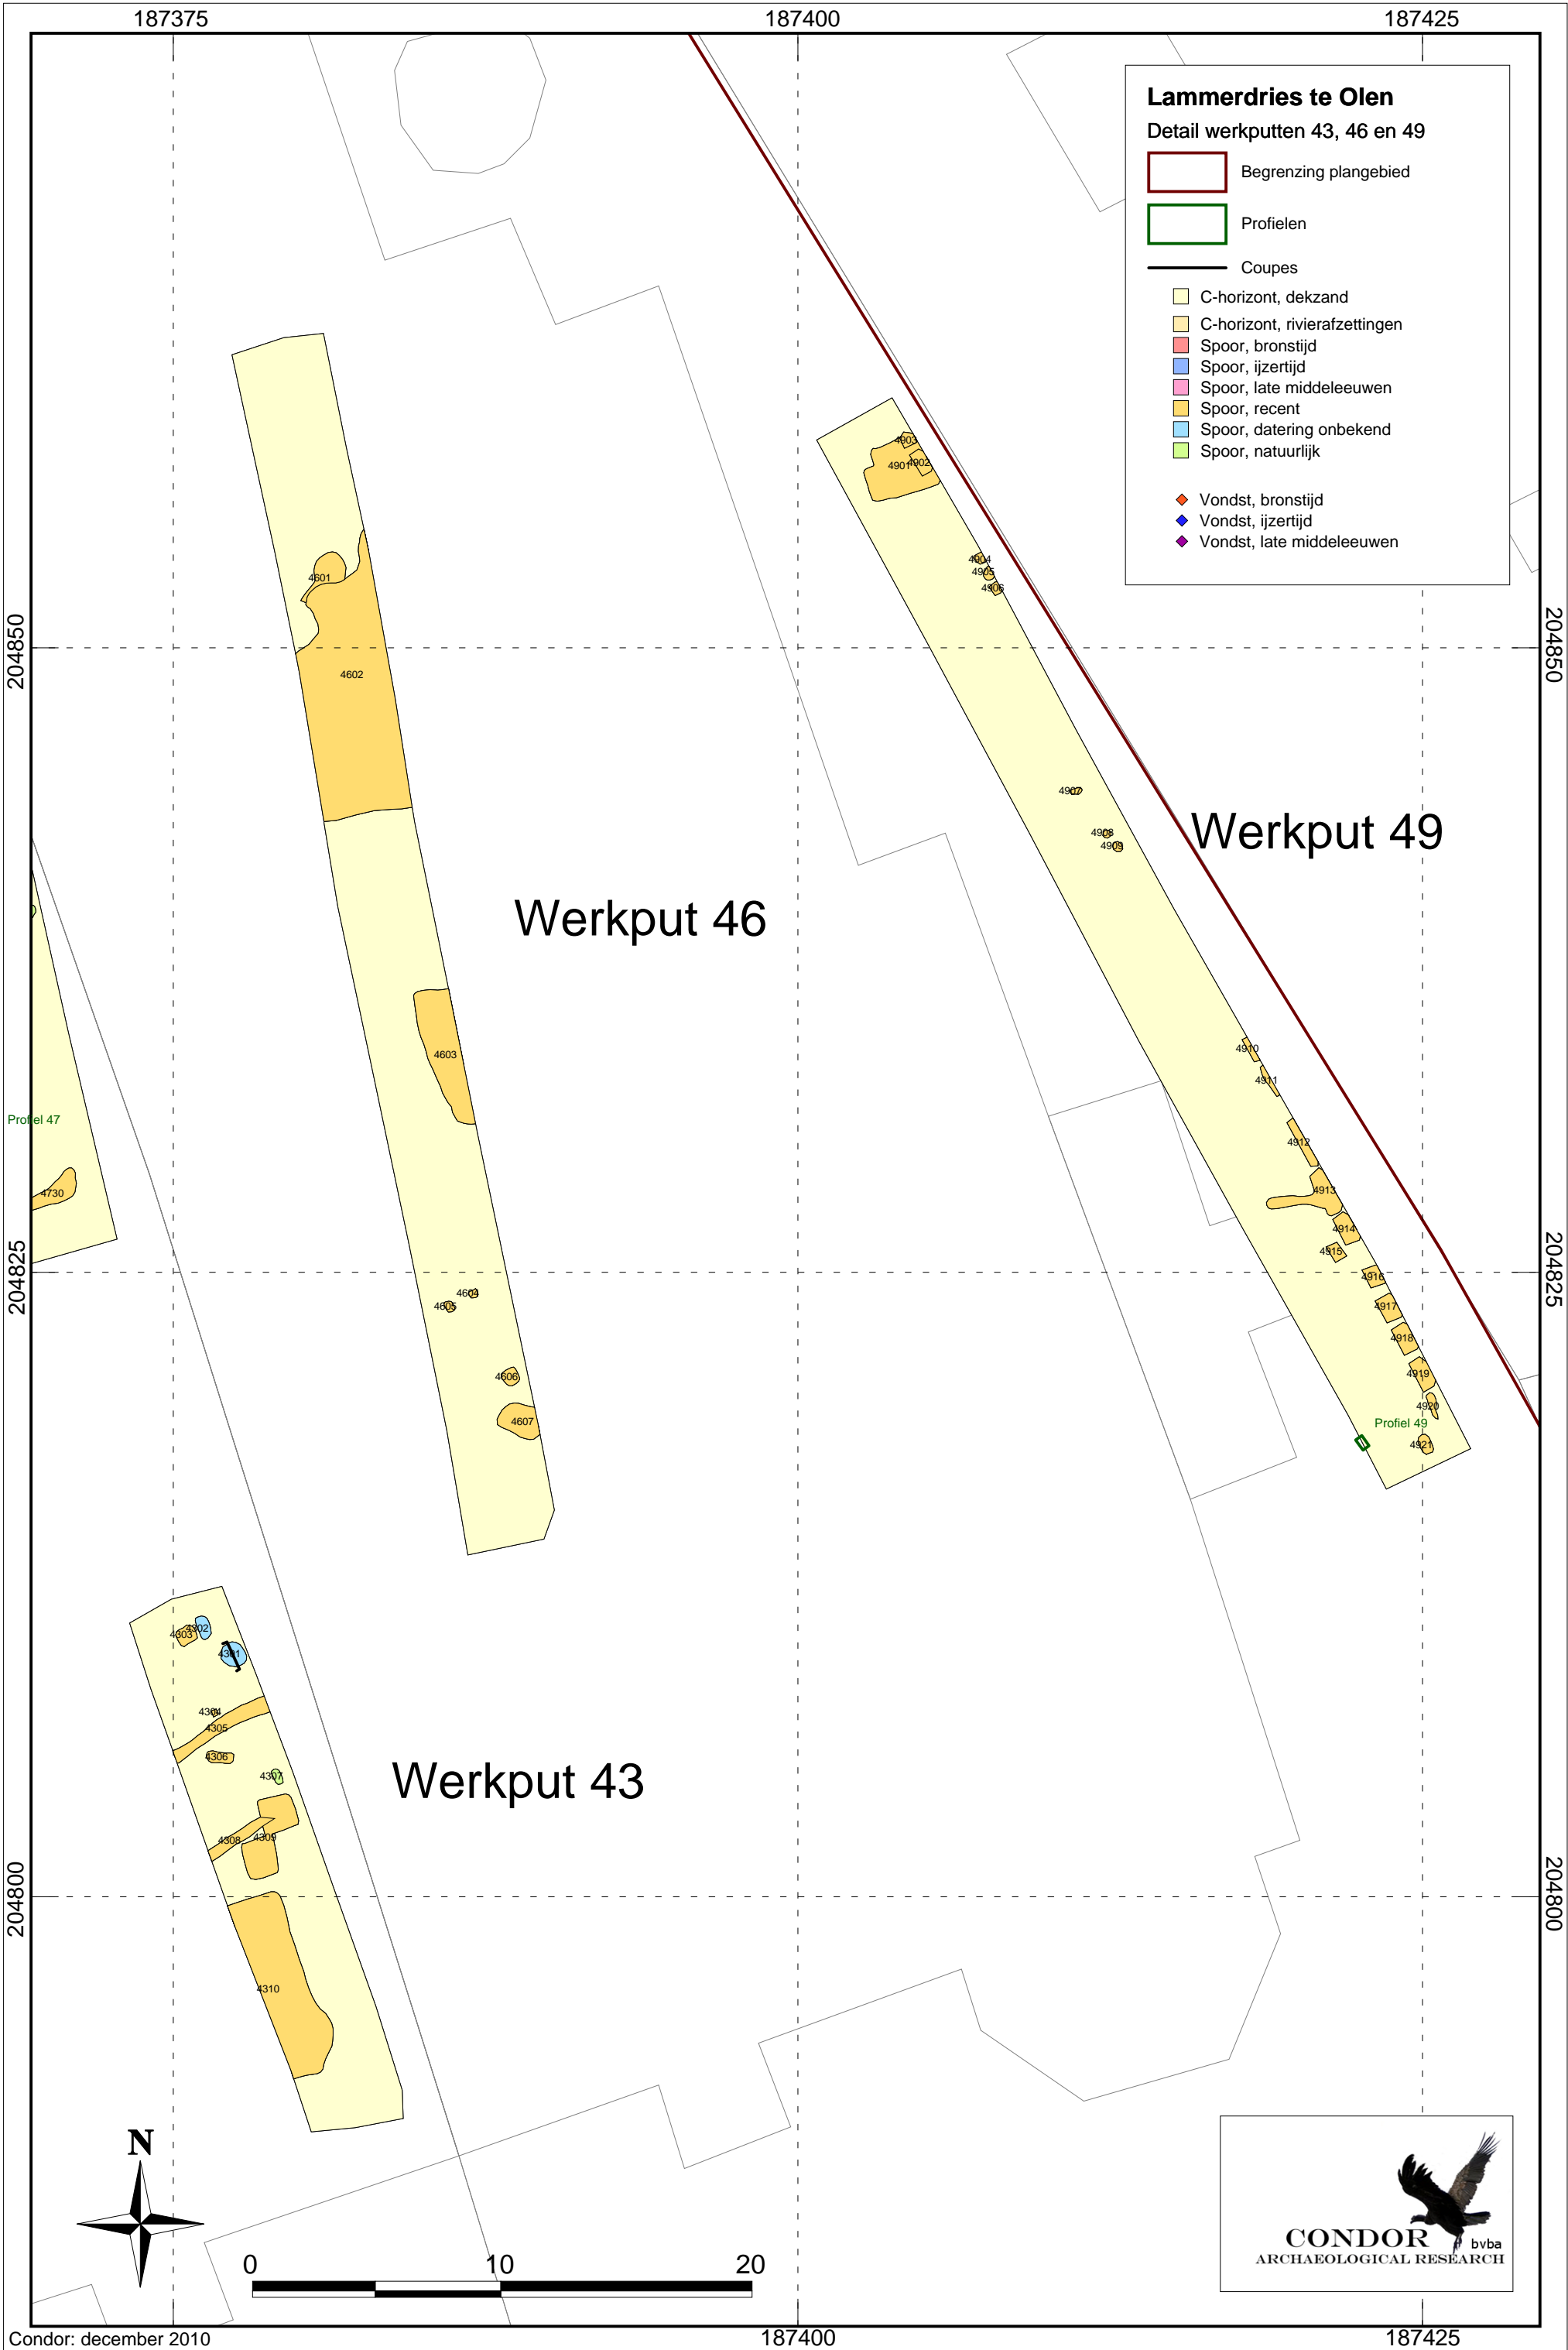 187375
187400
187425
Lammerdries te Olen
Detail werkputten 43, 46 en 49
Begrenzing plangebied
Profielen
Coupes
C-horizont, dekzand
C-horizont, rivierafzettingen
Spoor, bronstijd
Spoor, ijzertijd
Spoor, late middeleeuwen
Spoor, recent
Spoor, datering onbekend
Spoor, natuurlijk
Vondst, bronstijd
Vondst, ijzertijd
Vondst, late middeleeuwen
4903
4901
4902
4904
4905
4906
4601
204850
204850
4602
4907
4908
4909
Werkput 49
Werkput 46
4910
4603
4911
Profiel 47
4912
4730
4913
4914
4915
204825
204825
4916
4604
4605
4917
4918
4606
4919
4920
4607
Profiel 49
4921
4302
4303
4301
4304
4305
4306
4307
Werkput 43
4308
4309
204800
204800
4310
N
0
10
20
CONDOR
bvba
ARCHAEOLOGICAL RESEARCH
Condor: december 2010
187400
187425